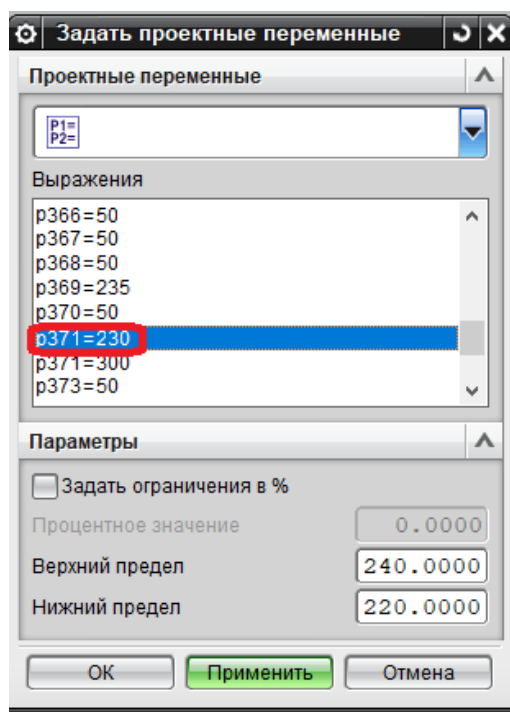 Задать проектные переменные
Проектные переменные
P1=
P2=
Выражения
p366=50
p367=50
p368=50
p369=235
p370=50
p371=230
p371=300
p373=50
Параметры
Задать ограничения в %
Процентное значение 0.0000
Верхний предел 240.0000
Нижний предел 220.0000
ОК Применить Отмена